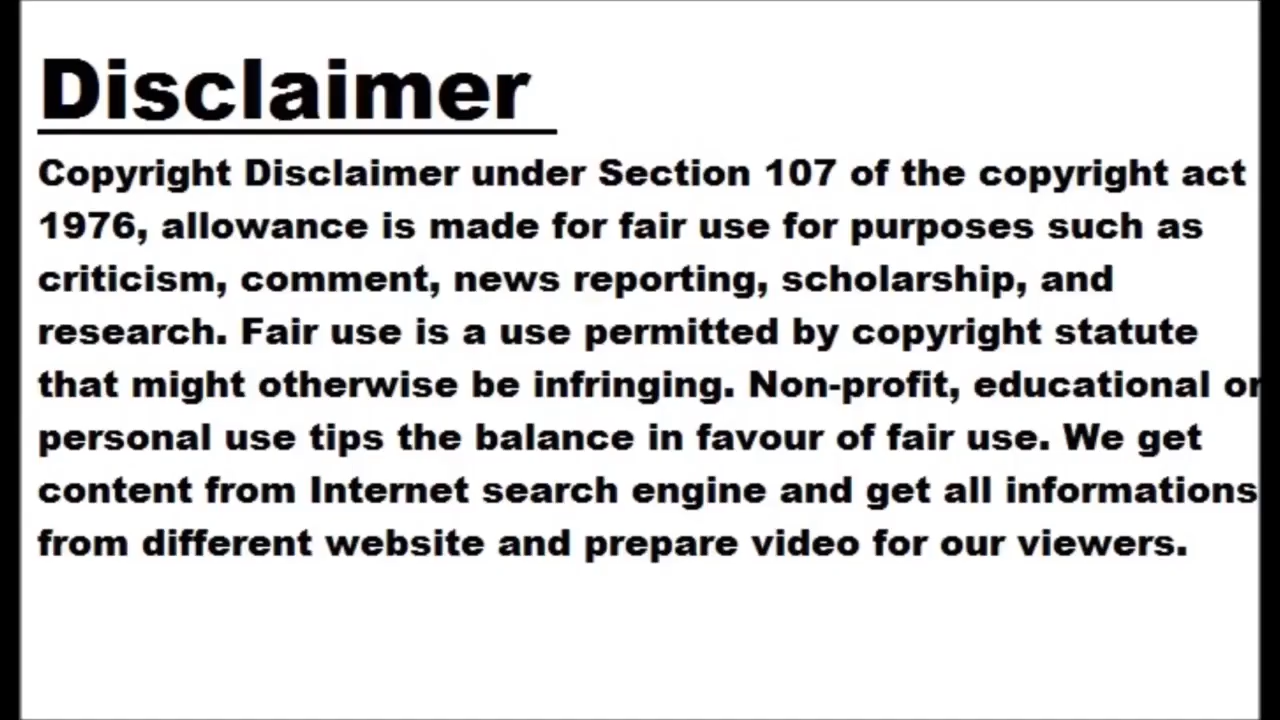 Disclaimer
Copyright Disclaimer under Section 107 of the copyright act
1976, allowance is made for fair use for purposes such as
criticism, comment, news reporting, scholarship, and
research. Fair use is a use permitted by copyright statute
that might otherwise be infringing. Non-profit, educational or
personal use tips the balance in favour of fair use. We get
content from Internet search engine and get all informations
from different website and prepare video for our viewers.